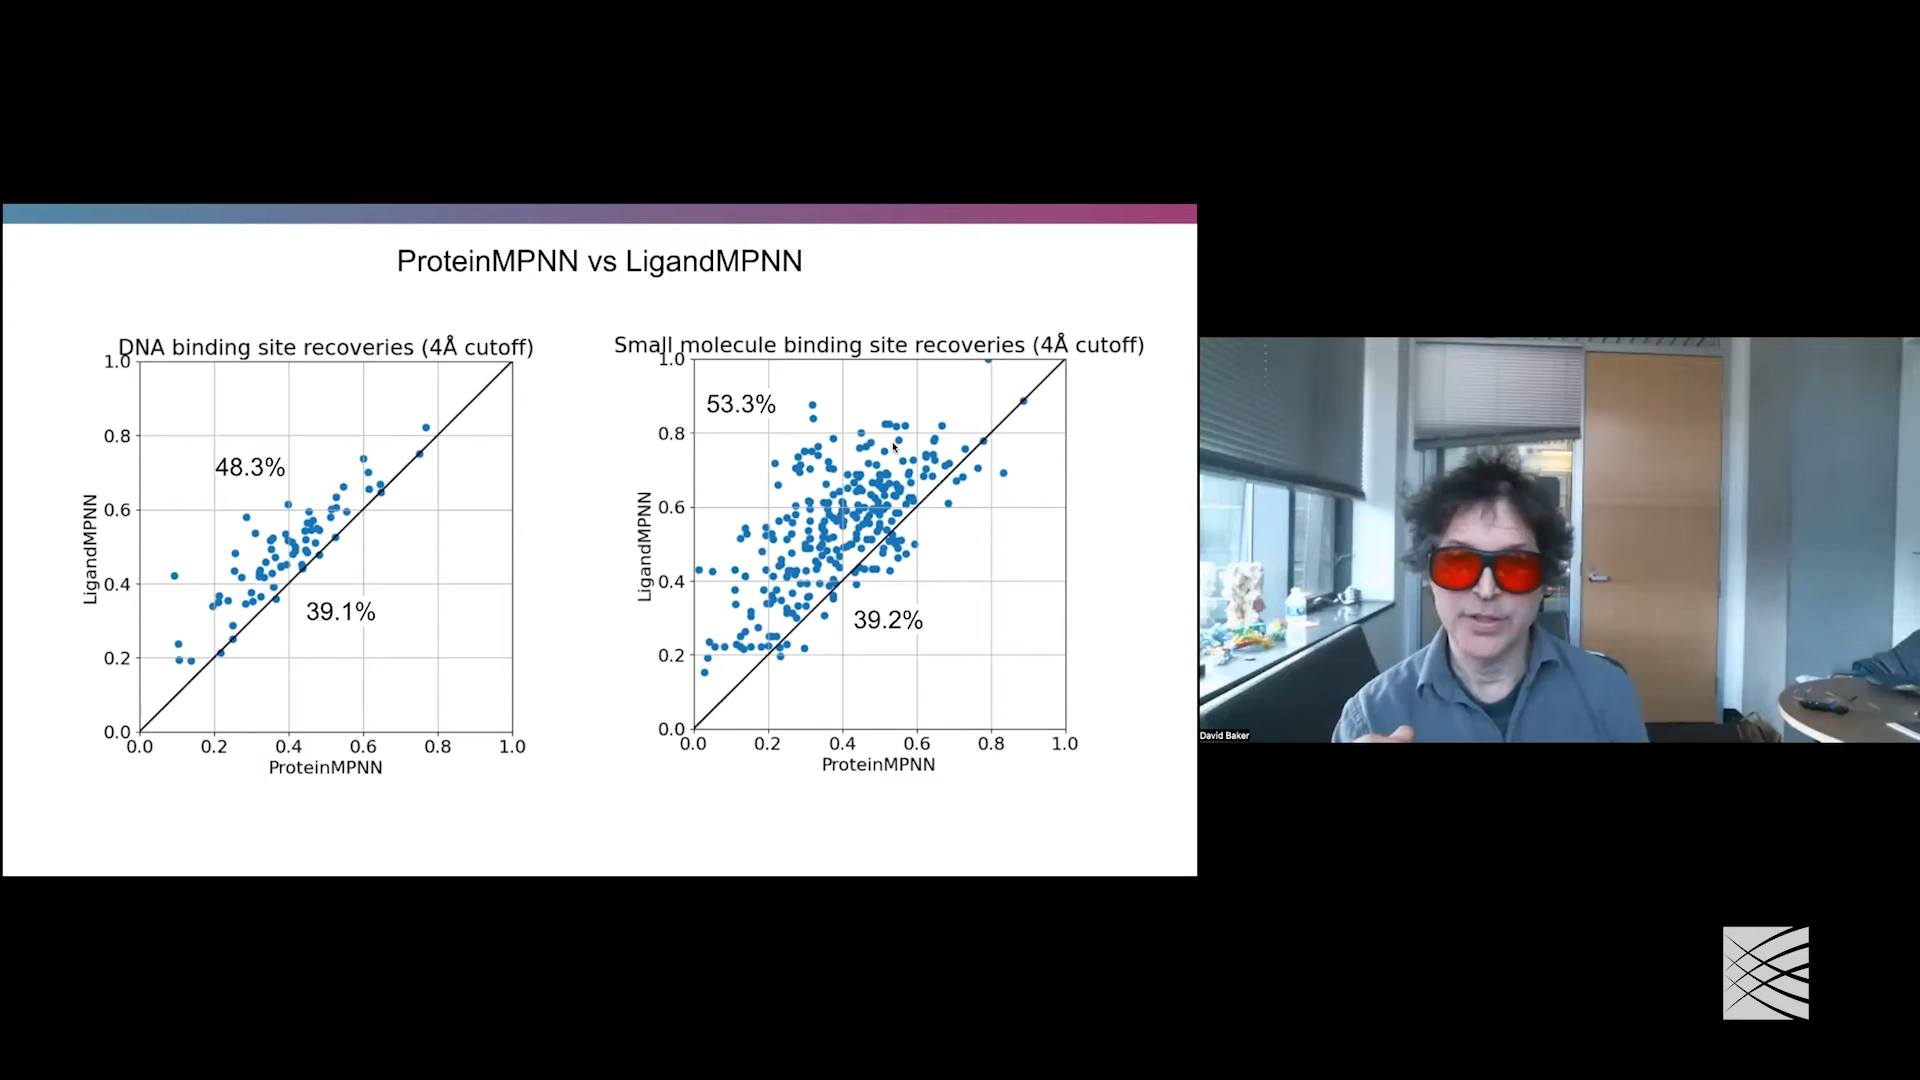 ProteinMPNN vs LigandMPNN
DNA binding site recoveries (4Å cutoff)
1.0
0.8
0.6
0.4
0.2
0.0
LigandMPNN
48.3%
39.1%
0.0 0.2 0.4 0.6 0.8 1.0
ProteinMPNN
Small molecule binding site recoveries (4Å cutoff)
1.0
0.8
0.6
0.4
0.2
0.0
LigandMPNN
53.3%
39.2%
0.0 0.2 0.4 0.6 0.8 1.0
ProteinMPNN
David Baker